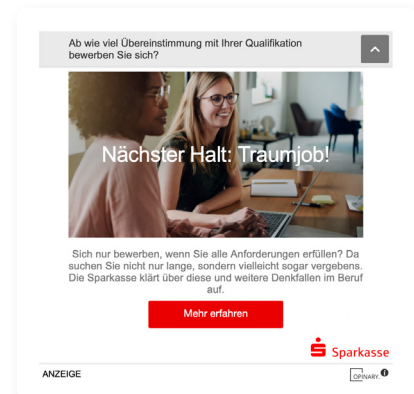 Ab wie viel Übereinstimmung mit Ihrer Qualifikation
bewerben Sie sich?
Nächster Halt: Traumjob!
Sich nur bewerben, wenn Sie alle Anforderungen erfüllen? Da
suchen Sie nicht nur lange, sondern vielleicht sogar vergebens.
Die Sparkasse klärt über diese und weitere Denkfallen im Beruf
auf.
Mehr erfahren
Sparkasse
ANZEIGE
OPINARY.